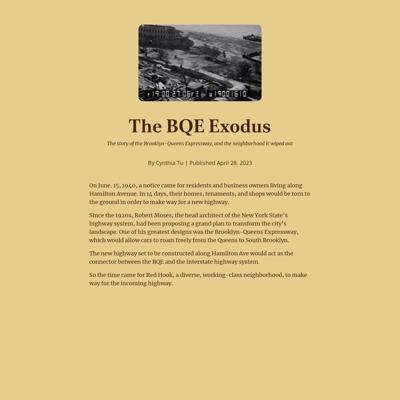 The BQE Exodus
The story of the Brooklyn-Queens Expressway, and the neighborhood it wiped out
By Cynthia Tu | Published April 28, 2023
On June. 15, 1940, a notice came for residents and business owners living along
Hamilton Avenue. In 14 days, their homes, tenaments, and shops would be torn to
the ground in order to make way for a new highway.
Since the 1920s, Robert Moses, the head architect of the New York State's
highway system, had been proposing a grand plan to transform the city's
landscape. One of his greatest designs was the Brooklyn-Queens Expressway,
which would allow cars to roam freely from the Queens to South Brooklyn.
The new highway set to be constructed along Hamilton Ave would act as the
connector between the BQE and the interstate highway system.
So the time came for Red Hook, a diverse, working-class neighborhood, to make
way for the incoming highway.